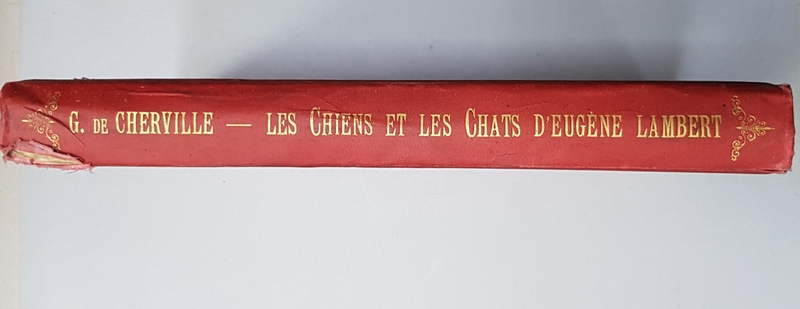 G. DE CHERVILLE — LES CHIENS ET LES CHATS D'EUGÈNE LAMBERT